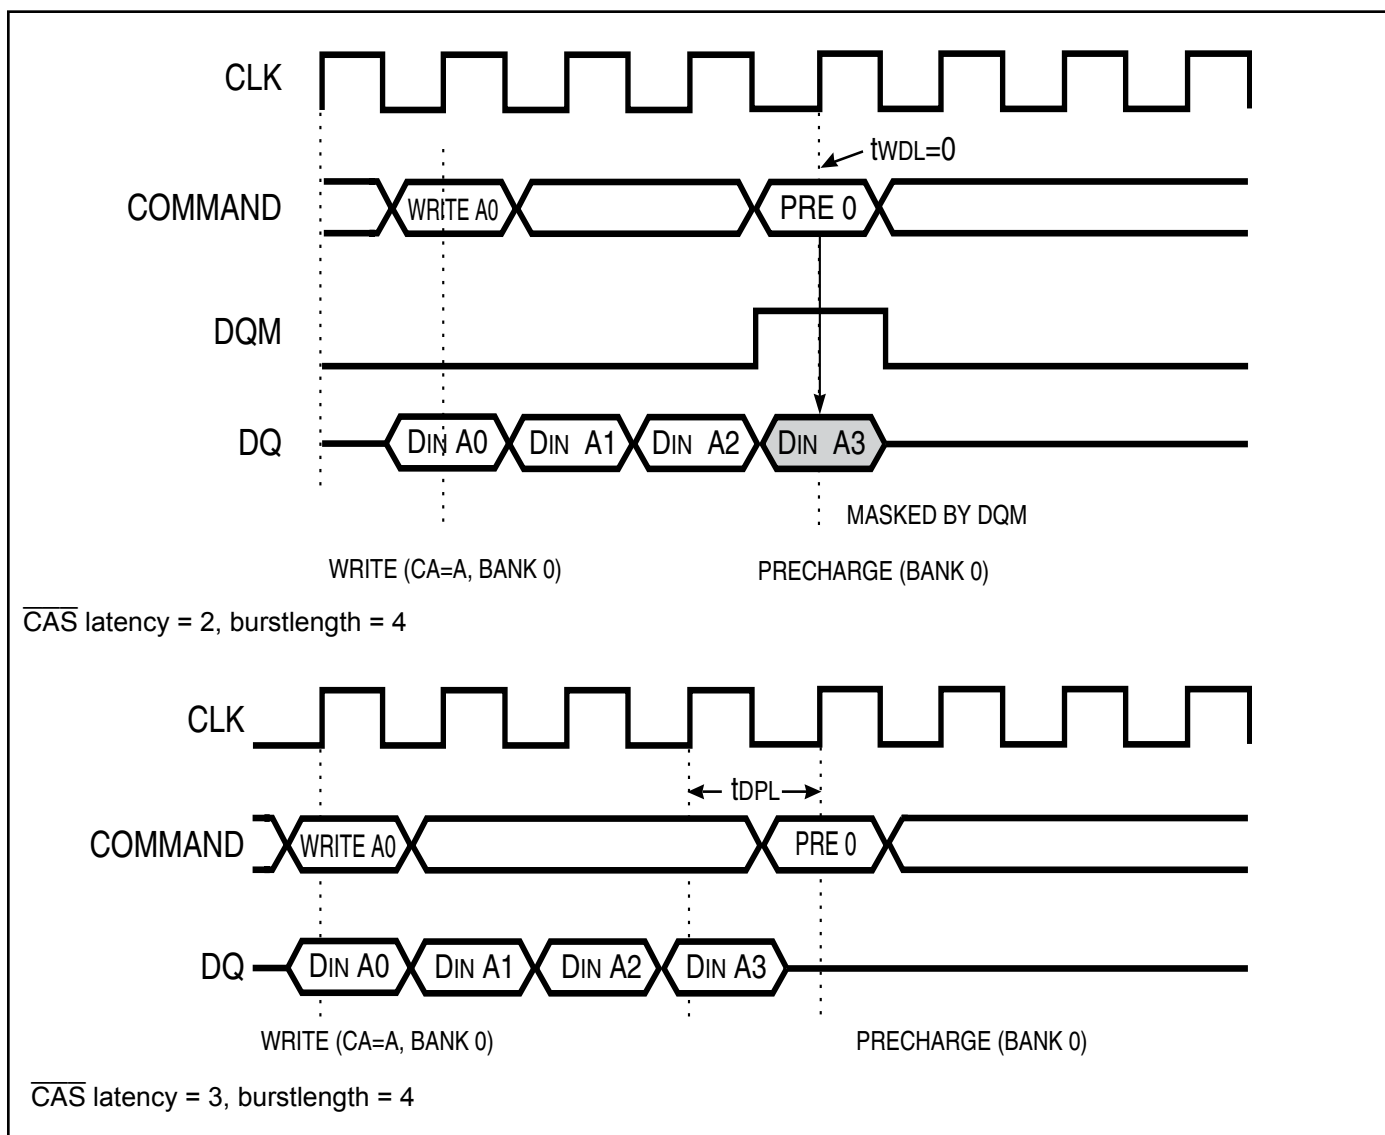 CLK
tWDL=0
COMMAND WRITE A0 PRE 0
DQM
DQ DIN A0 DIN A1 DIN A2 DIN A3
MASKED BY DQM
WRITE (CA=A, BANK 0) PRECHARGE (BANK 0)
CAS latency = 2, burstlength = 4
CLK
tDPL
COMMAND WRITE A0 PRE 0
DQ DIN A0 DIN A1 DIN A2 DIN A3
WRITE (CA=A, BANK 0) PRECHARGE (BANK 0)
CAS latency = 3, burstlength = 4